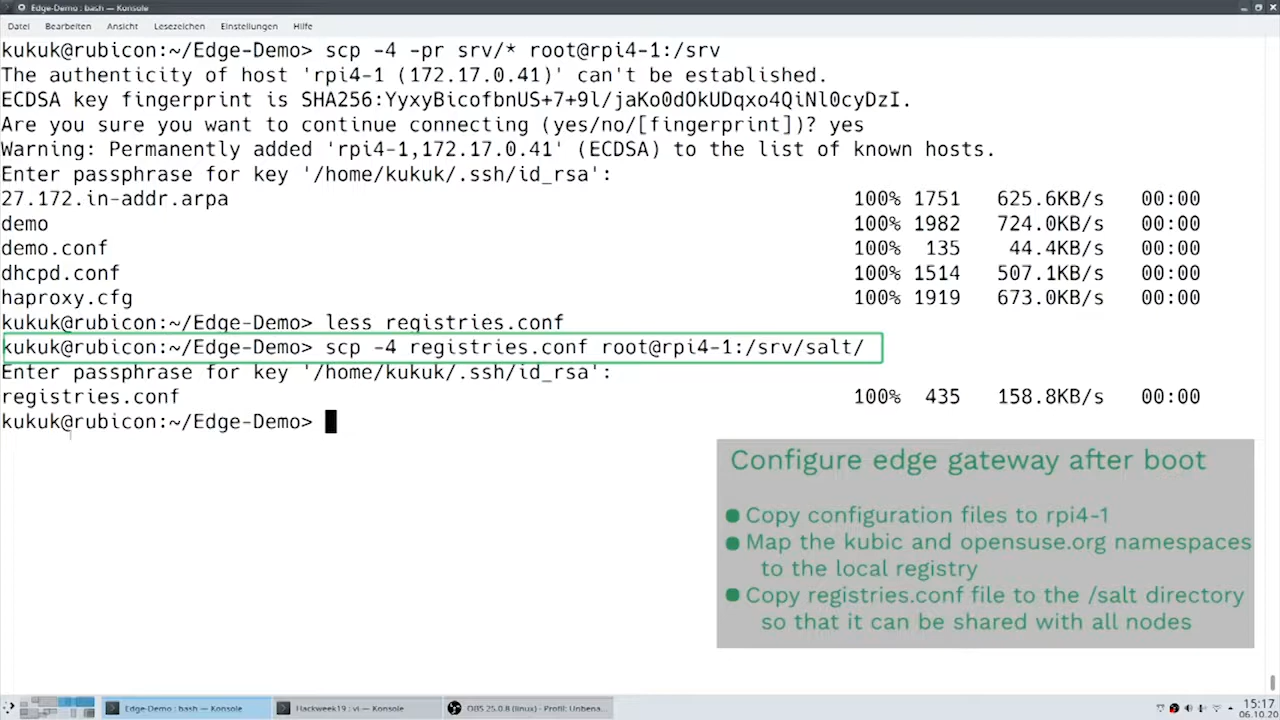 Edge-Demo : bash — Konsole
Datei Bearbeiten Ansicht Lesezeichen Einstellungen Hilfe
kukuk@rubicon:~/Edge-Demo> scp -4 -pr srv/* root@rpi4-1:/srv
The authenticity of host 'rpi4-1 (172.17.0.41)' can't be established.
ECDSA key fingerprint is SHA256:YyxyBicofbnUS+7+9l/jaKo0dOkUDqxo4QiNl0cyDzI.
Are you sure you want to continue connecting (yes/no/[fingerprint])? yes
Warning: Permanently added 'rpi4-1,172.17.0.41' (ECDSA) to the list of known hosts.
Enter passphrase for key '/home/kukuk/.ssh/id_rsa':
27.172.in-addr.arpa 100% 1751 625.6KB/s 00:00
demo 100% 1982 724.0KB/s 00:00
demo.conf 100% 135 44.4KB/s 00:00
dhcpd.conf 100% 1514 507.1KB/s 00:00
haproxy.cfg 100% 1919 673.0KB/s 00:00
kukuk@rubicon:~/Edge-Demo> less registries.conf
kukuk@rubicon:~/Edge-Demo> scp -4 registries.conf root@rpi4-1:/srv/salt/
Enter passphrase for key '/home/kukuk/.ssh/id_rsa':
registries.conf 100% 435 158.8KB/s 00:00
kukuk@rubicon:~/Edge-Demo>
Configure edge gateway after boot
Copy configuration files to rpi4-1
Map the kubic and opensuse.org namespaces
to the local registry
Copy registries.conf file to the /salt directory
so that it can be shared with all nodes
Edge-Demo : bash — Konsole
Hackweek19 : vi — Konsole
OBS 25.0.8 (linux) - Profil: Unbena...
15:17
06.10.20